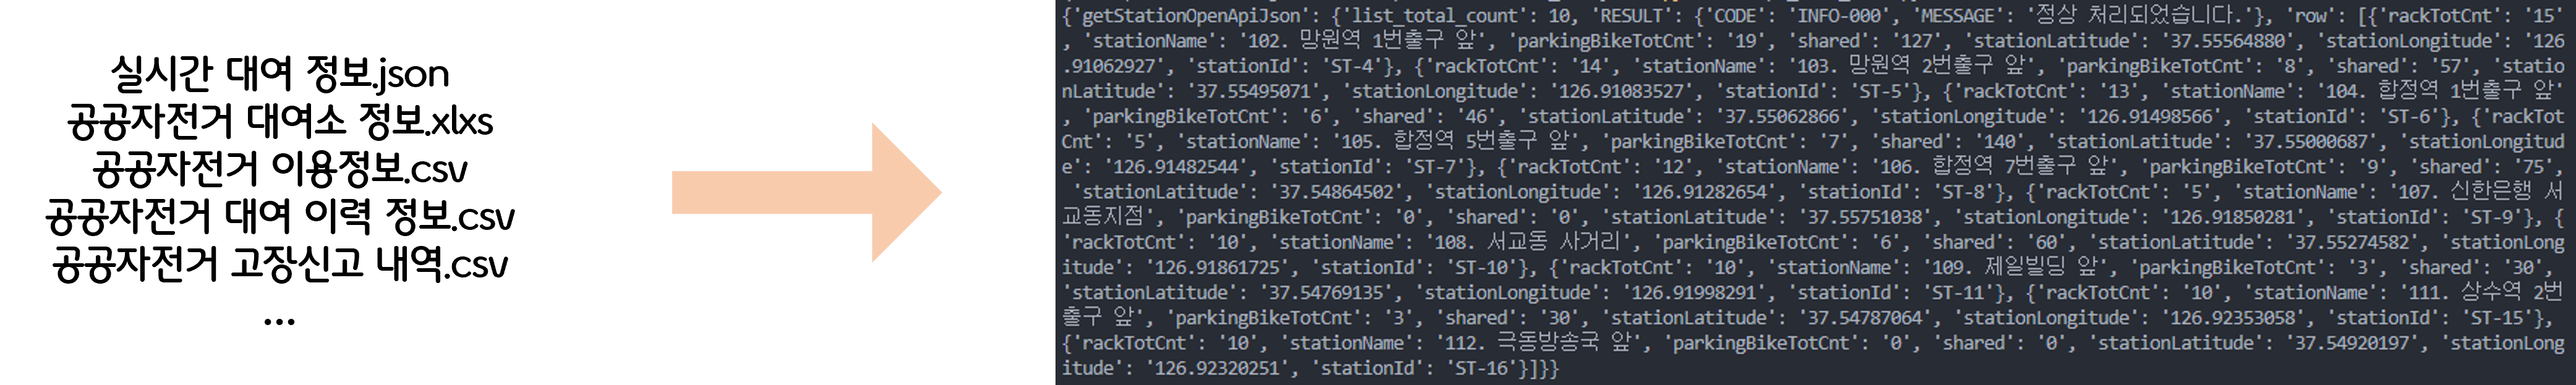 실시간 대여 정보.json
공공자전거 대여소 정보.xlxs
공공자전거 이용정보.csv
공공자전거 대여 이력 정보.csv
공공자전거 고장신고 내역.csv
...
{'getStationOpenApiJson': {'list_total_count': 10, 'RESULT': {'CODE': 'INFO-000', 'MESSAGE': '정상 처리되었습니다.'}, 'row': [{'rackTotCnt': '15'
, 'stationName': '102. 망원역 1번출구 앞', 'parkingBikeTotCnt': '19', 'shared': '127', 'stationLatitude': '37.55564880', 'stationLongitude': '126
.91062927', 'stationId': 'ST-4'}, {'rackTotCnt': '14', 'stationName': '103. 망원역 2번출구 앞', 'parkingBikeTotCnt': '8', 'shared': '57', 'statio
nLatitude': '37.55495071', 'stationLongitude': '126.91083527', 'stationId': 'ST-5'}, {'rackTotCnt': '13', 'stationName': '104. 합정역 1번출구 앞'
, 'parkingBikeTotCnt': '6', 'shared': '46', 'stationLatitude': '37.55062866', 'stationLongitude': '126.91498566', 'stationId': 'ST-6'}, {'rackTot
Cnt': '5', 'stationName': '105. 합정역 5번출구 앞', 'parkingBikeTotCnt': '7', 'shared': '140', 'stationLatitude': '37.55000687', 'stationLongitud
e': '126.91482544', 'stationId': 'ST-7'}, {'rackTotCnt': '12', 'stationName': '106. 합정역 7번출구 앞', 'parkingBikeTotCnt': '9', 'shared': '75',
'stationLatitude': '37.54864502', 'stationLongitude': '126.91282654', 'stationId': 'ST-8'}, {'rackTotCnt': '5', 'stationName': '107. 신한은행 서
교동지점', 'parkingBikeTotCnt': '0', 'shared': '0', 'stationLatitude': '37.55751038', 'stationLongitude': '126.91850281', 'stationId': 'ST-9'}, {
'rackTotCnt': '10', 'stationName': '108. 서교동 사거리', 'parkingBikeTotCnt': '6', 'shared': '60', 'stationLatitude': '37.55274582', 'stationLong
itude': '126.91861725', 'stationId': 'ST-10'}, {'rackTotCnt': '10', 'stationName': '109. 제일빌딩 앞', 'parkingBikeTotCnt': '3', 'shared': '30',
'stationLatitude': '37.54769135', 'stationLongitude': '126.91998291', 'stationId': 'ST-11'}, {'rackTotCnt': '10', 'stationName': '111. 상수역 2번
출구 앞', 'parkingBikeTotCnt': '3', 'shared': '30', 'stationLatitude': '37.54787064', 'stationLongitude': '126.92353058', 'stationId': 'ST-15'},
{'rackTotCnt': '10', 'stationName': '112. 극동방송국 앞', 'parkingBikeTotCnt': '0', 'shared': '0', 'stationLatitude': '37.54920197', 'stationLong
itude': '126.92320251', 'stationId': 'ST-16'}]}}